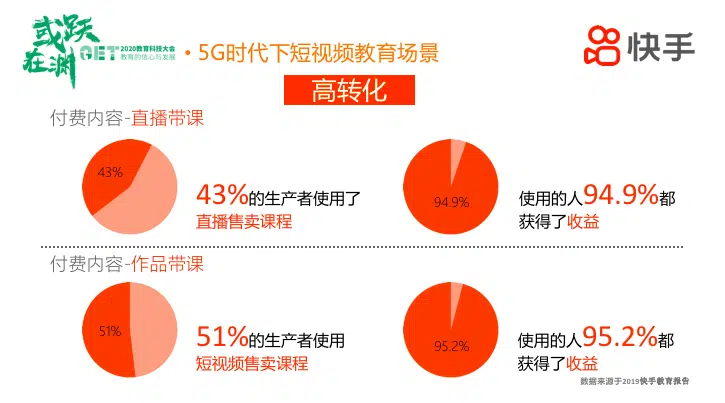 或跃
在渊
GET
2020教育科技大会
教育的信心与发展
• 5G时代下短视频教育场景
快手
高转化
付费内容-直播带课
43%
43%的生产者使用了
直播售卖课程
94.9%
使用的人94.9%都
获得了收益
付费内容-作品带课
51%
51%的生产者使用
短视频售卖课程
95.2%
使用的人95.2%都
获得了收益
数据来源于2019快手教育报告